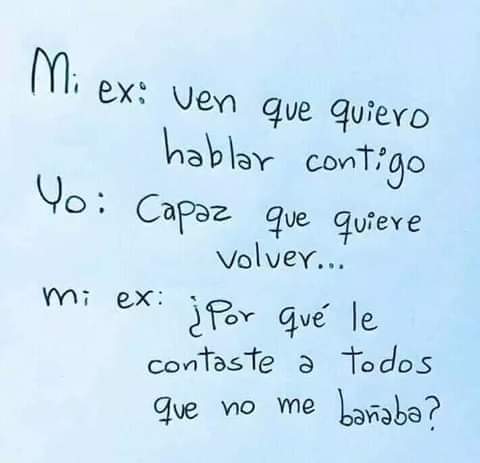 Mi ex: ven que quiero
hablar contigo
Yo: Capaz que quiere
volver...
mi ex: ¿Por qué le
contaste a todos
que no me bañaba?